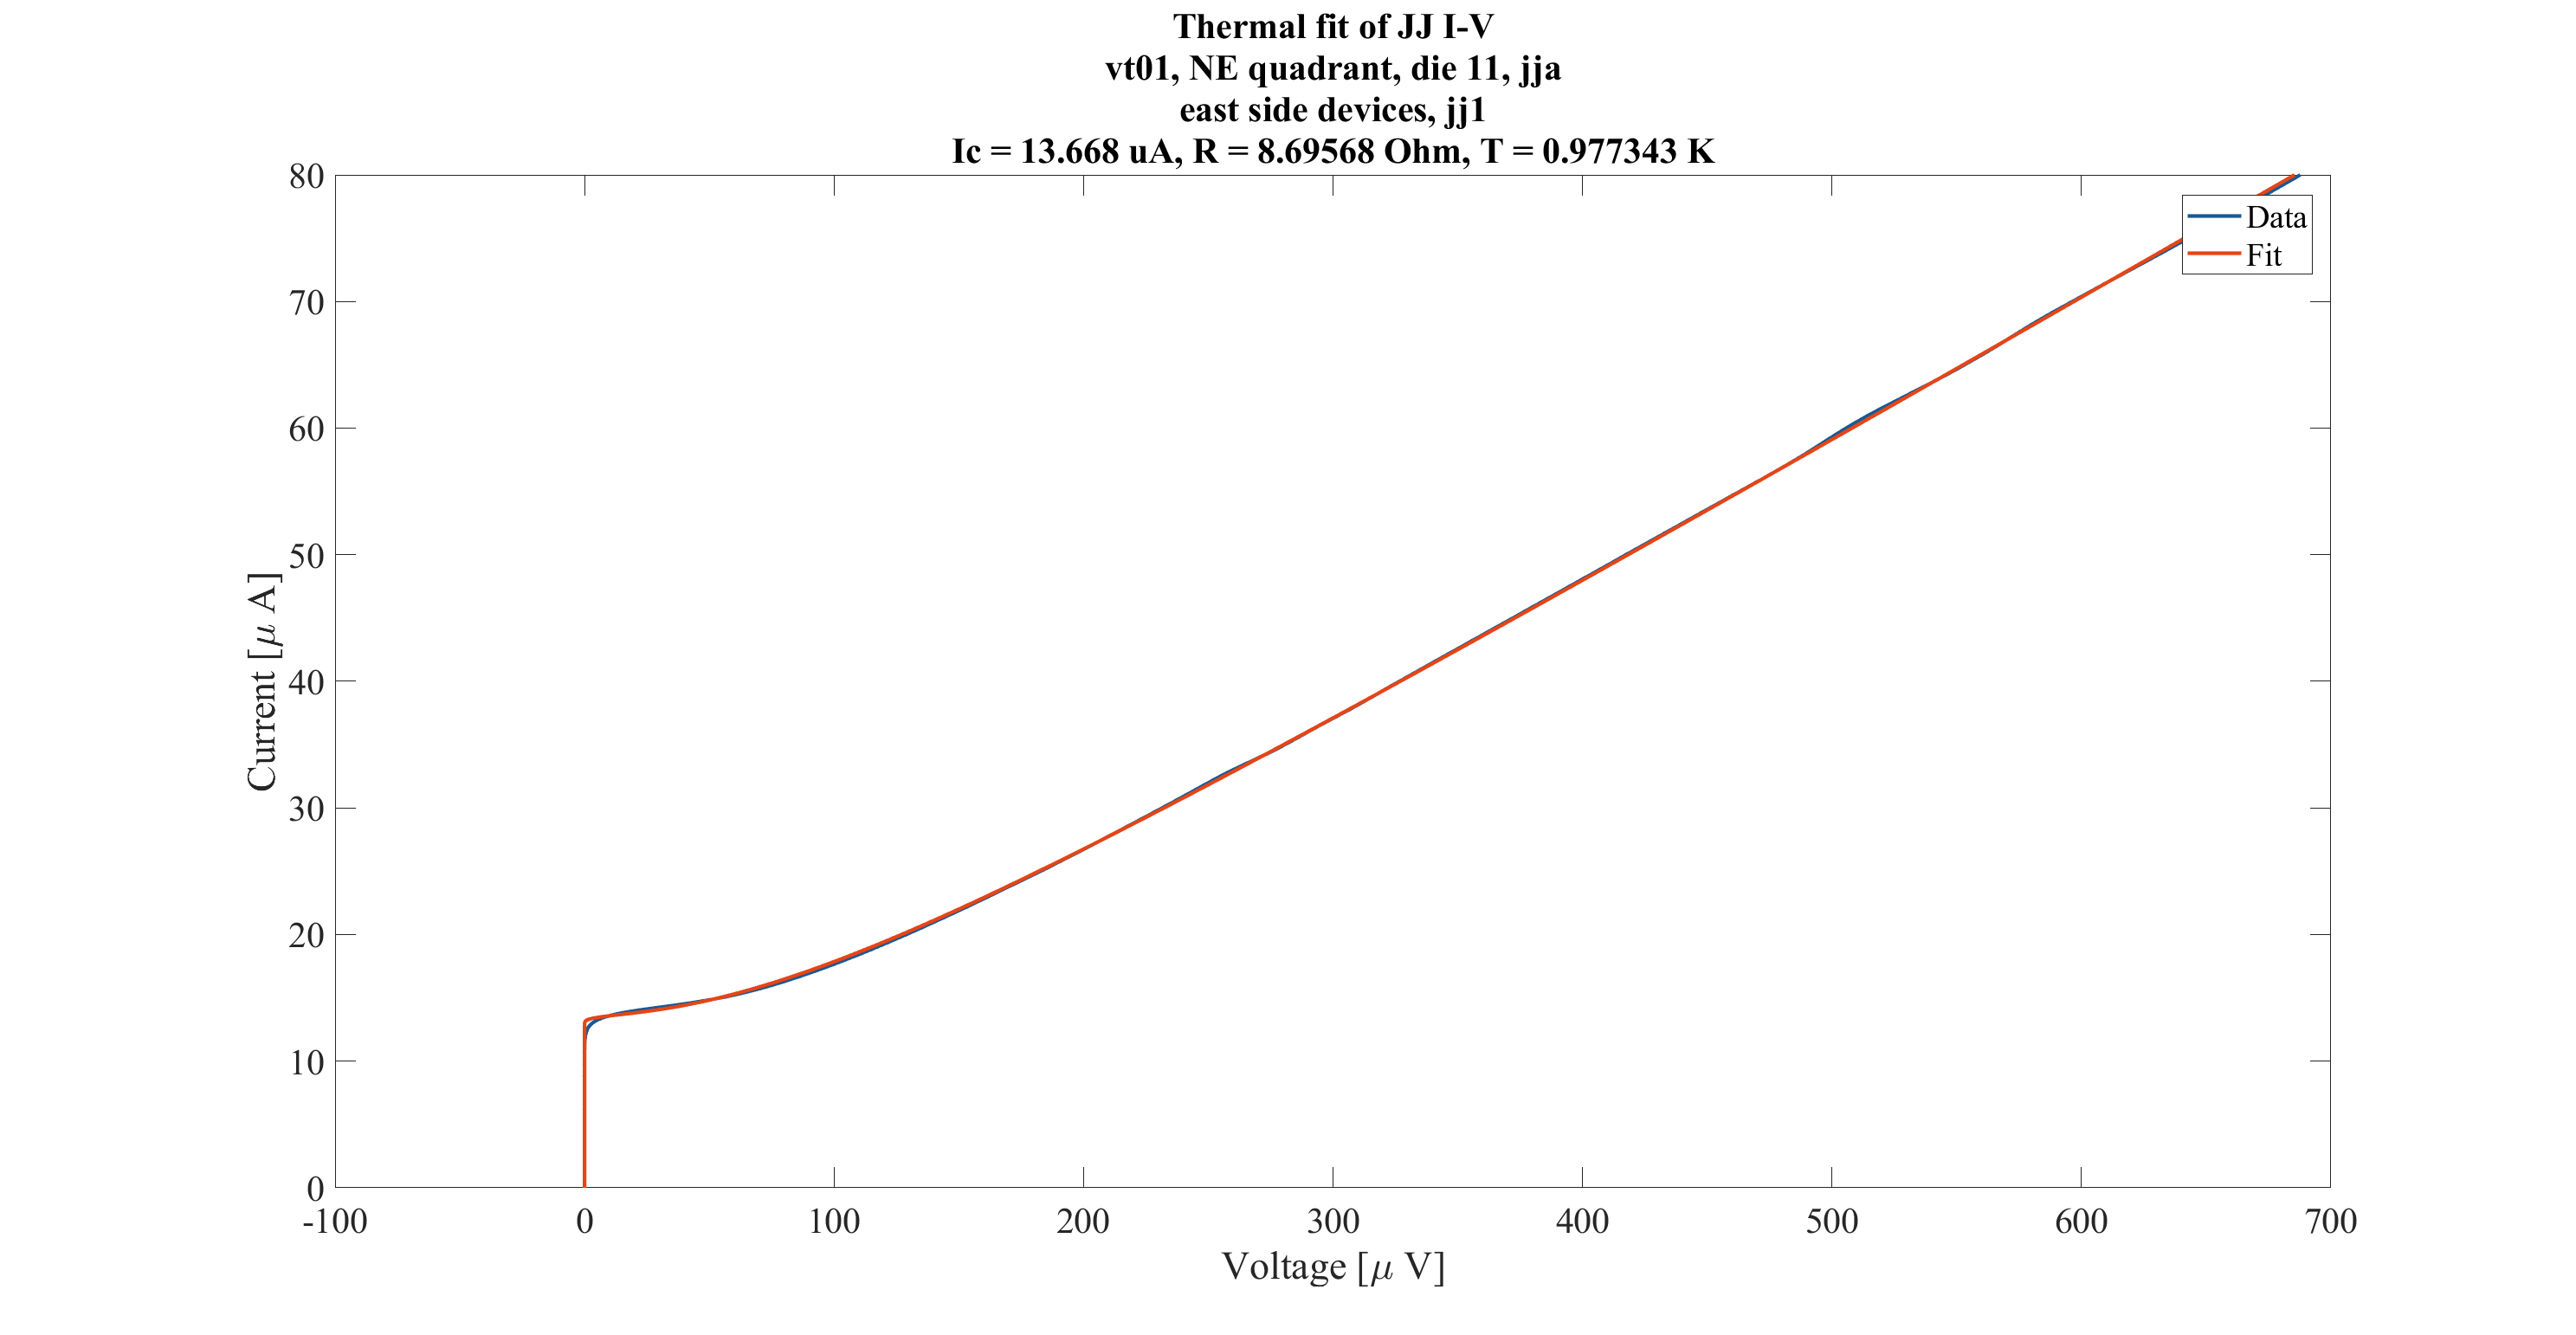 Thermal fit of JJ I-V
vt01, NE quadrant, die 11, jja
east side devices, jj1
Ic = 13.668 uA, R = 8.69568 Ohm, T = 0.977343 K
80
70
60
50
40
30
20
10
0
Current [μ A]
Data
Fit
-100
0
100
200
300
400
500
600
700
Voltage [μ V]